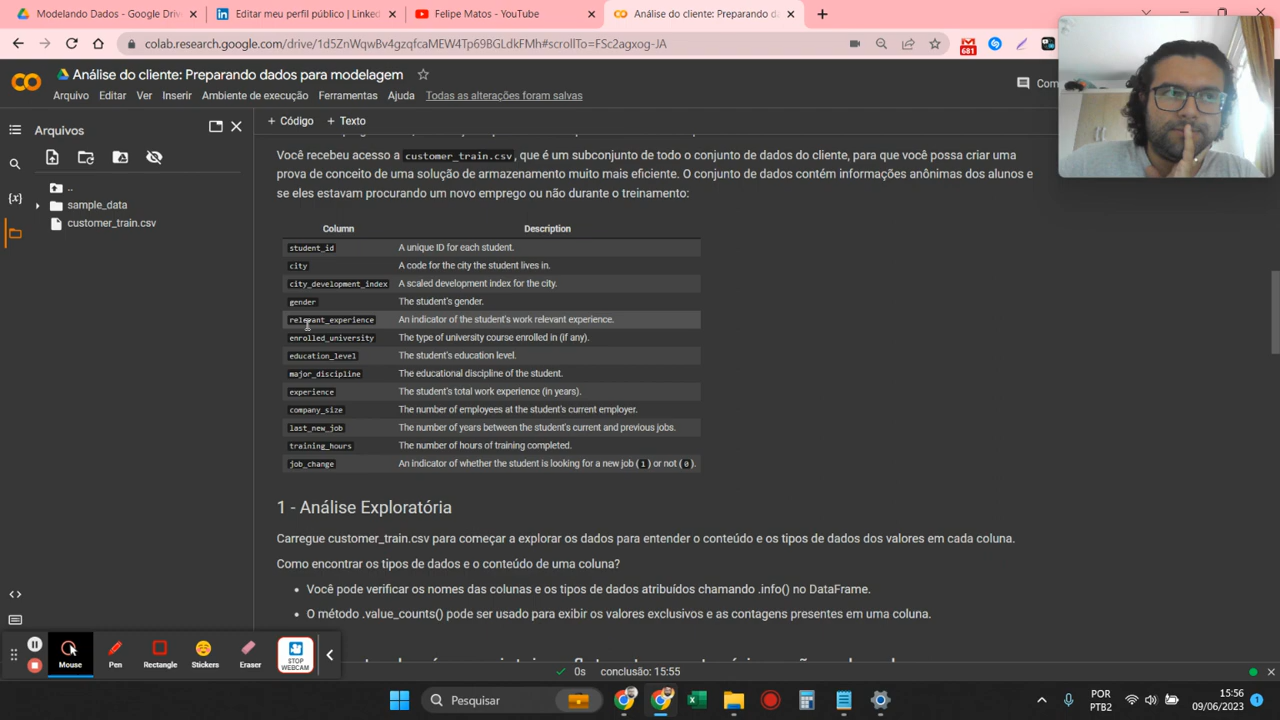 Modelando Dados - Google Driv
Editar meu perfil público | Linked
Felipe Matos - YouTube
Análise do cliente: Preparando d
colab.research.google.com/drive/1d5ZnWqwBv4gzqfcaMEW4Tp69BGLdkFMh#scrollTo=FSc2agxog-JA
681
Análise do cliente: Preparando dados para modelagem
Arquivo Editar Ver Inserir Ambiente de execução Ferramentas Ajuda Todas as alterações foram salvas
Com
Arquivos
+ Código + Texto
..
sample_data
customer_train.csv
Você recebeu acesso a customer_train.csv, que é um subconjunto de todo o conjunto de dados do cliente, para que você possa criar uma
prova de conceito de uma solução de armazenamento muito mais eficiente. O conjunto de dados contém informações anônimas dos alunos e
se eles estavam procurando um novo emprego ou não durante o treinamento:
Column Description
student_id A unique ID for each student.
city A code for the city the student lives in.
city_development_index A scaled development index for the city.
gender The student's gender.
relevant_experience An indicator of the student's work relevant experience.
enrolled_university The type of university course enrolled in (if any).
education_level The student's education level.
major_discipline The educational discipline of the student.
experience The student's total work experience (in years).
company_size The number of employees at the student's current employer.
last_new_job The number of years between the student's current and previous jobs.
training_hours The number of hours of training completed.
job_change An indicator of whether the student is looking for a new job (1) or not (0).
1 - Análise Exploratória
Carregue customer_train.csv para começar a explorar os dados para entender o conteúdo e os tipos de dados dos valores em cada coluna.
Como encontrar os tipos de dados e o conteúdo de uma coluna?
• Você pode verificar os nomes das colunas e os tipos de dados atribuídos chamando .info() no DataFrame.
• O método .value_counts() pode ser usado para exibir os valores exclusivos e as contagens presentes em uma coluna.
Mouse Pen Rectangle Stickers Eraser STOP WEBCAM
0s conclusão: 15:55
Pesquisar
POR
PTB2
15:56
09/06/2023
1